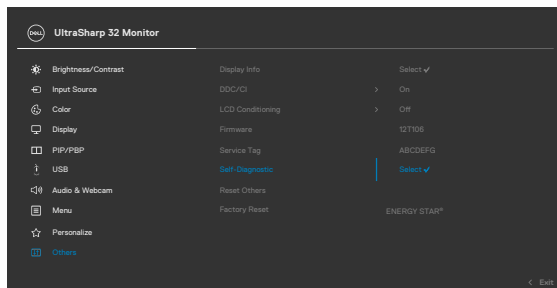 DELL UltraSharp 32 Monitor
Brightness/Contrast Display Info Select ✓
Input Source DDC/CI > On
Color LCD Conditioning > Off
Display Firmware 12T106
PIP/PBP Service Tag ABCDEFG
USB Self-Diagnostic Select ✓
Audio & Webcam Reset Others
Menu Factory Reset ENERGY STAR®
Personalize
Others
< Exit